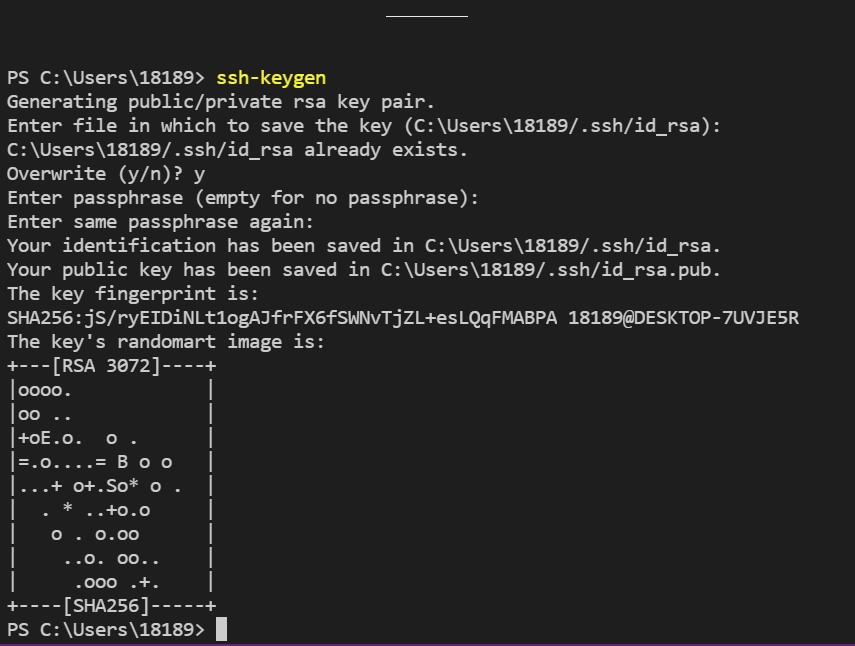 PS C:\Users\18189> ssh-keygen
Generating public/private rsa key pair.
Enter file in which to save the key (C:\Users\18189/.ssh/id_rsa):
C:\Users\18189/.ssh/id_rsa already exists.
Overwrite (y/n)? y
Enter passphrase (empty for no passphrase):
Enter same passphrase again:
Your identification has been saved in C:\Users\18189/.ssh/id_rsa.
Your public key has been saved in C:\Users\18189/.ssh/id_rsa.pub.
The key fingerprint is:
SHA256:jS/ryEIDiNLt1ogAJfrFX6fSWNvTjZL+esLQqFMABPA 18189@DESKTOP-7UVJE5R
The key's randomart image is:
+---[RSA 3072]----+
|oooo.            |
|oo ..            |
|+oE.o.  o .      |
|=.o....= B o o   |
|...+ o+.So* o .  |
|  . * ..+o.o     |
|   o . o.oo      |
|    ..o. oo..    |
|     .ooo .+.    |
+----[SHA256]-----+
PS C:\Users\18189>